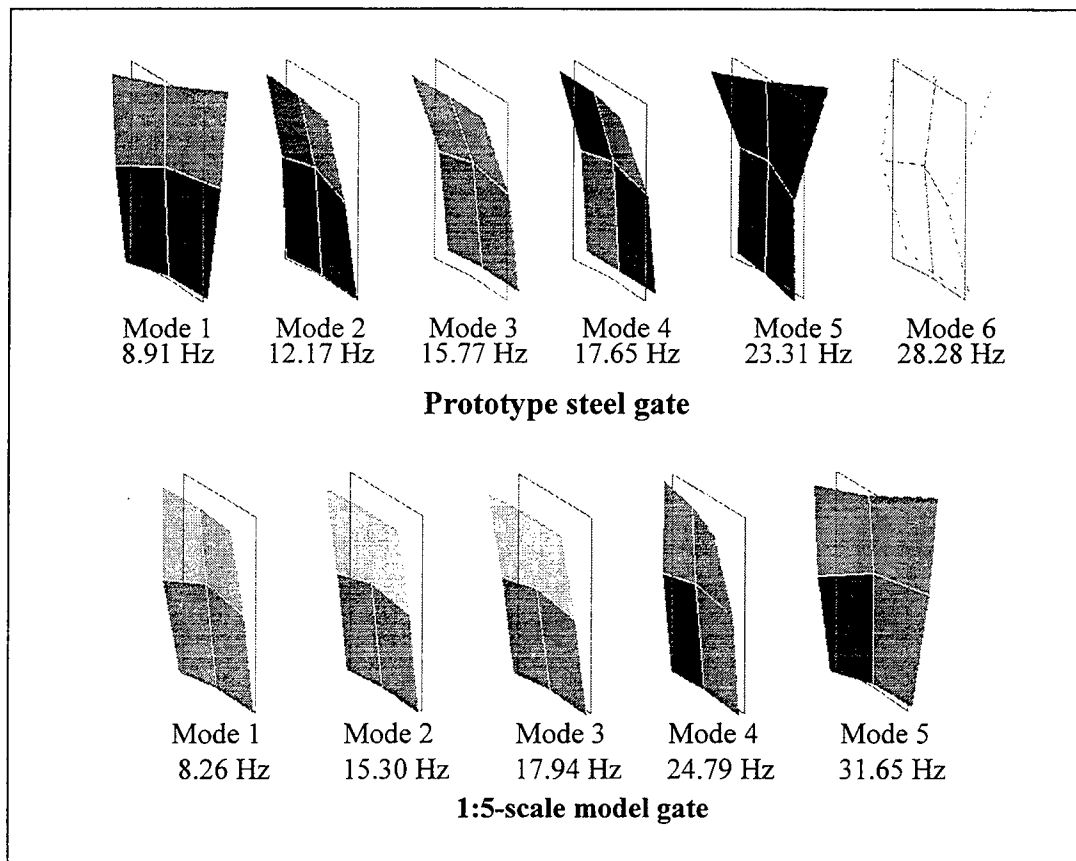 Mode 1 Mode 2 Mode 3 Mode 4 Mode 5 Mode 6
8.91 Hz 12.17 Hz 15.77 Hz 17.65 Hz 23.31 Hz 28.28 Hz
Prototype steel gate
Mode 1 Mode 2 Mode 3 Mode 4 Mode 5
8.26 Hz 15.30 Hz 17.94 Hz 24.79 Hz 31.65 Hz
1:5-scale model gate